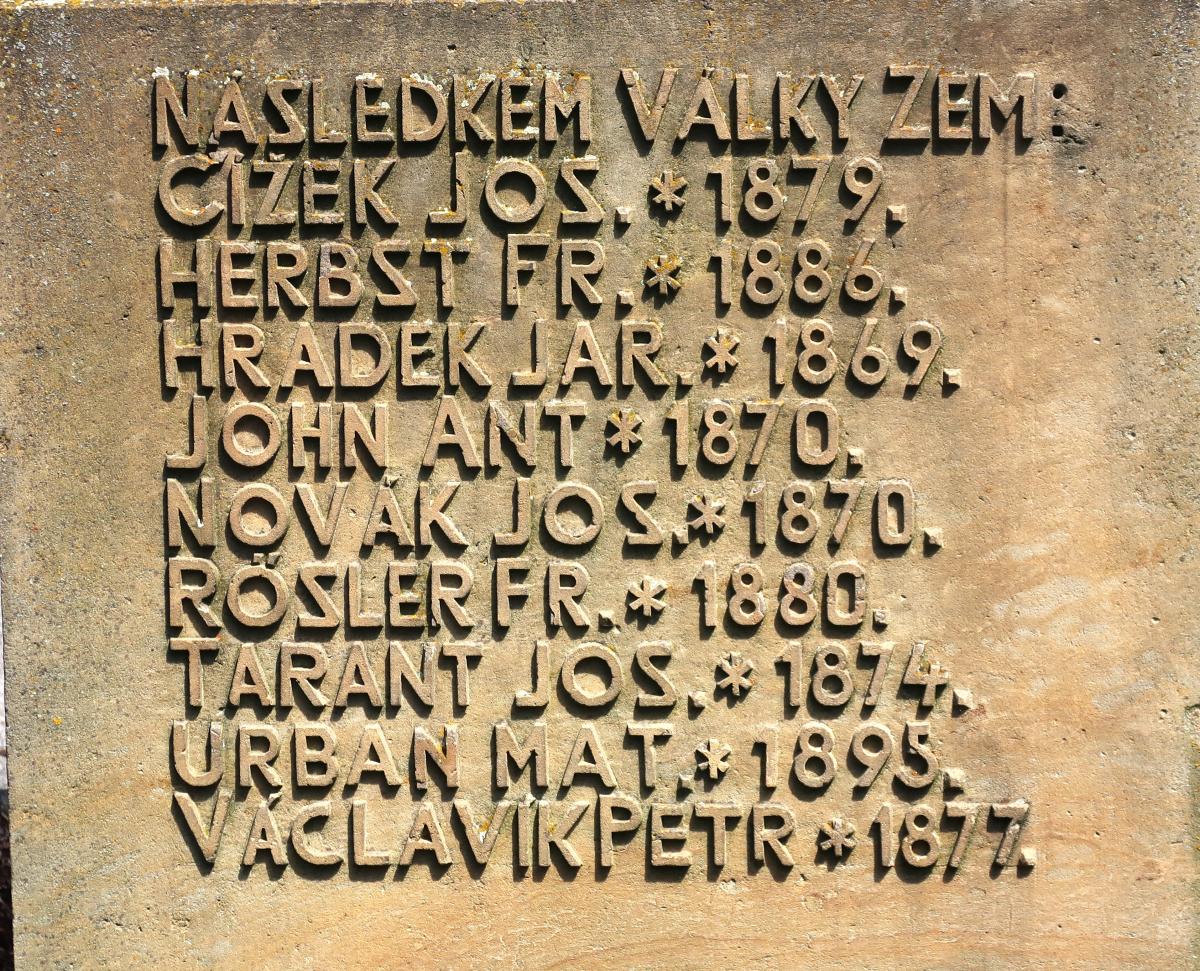 NÁSLEDKEM VÁLKY ZEM:
ČÍŽEK JOS. * 1879.
HERBST FR. * 1886.
HRADEK JAR. * 1869.
JOHN ANT * 1870.
NOVÁK JOS. * 1870.
RÖSLER FR. * 1880.
TARANT JOS. * 1874.
URBAN MAT. * 1895.
VÁCLAVÍK PETR * 1877.